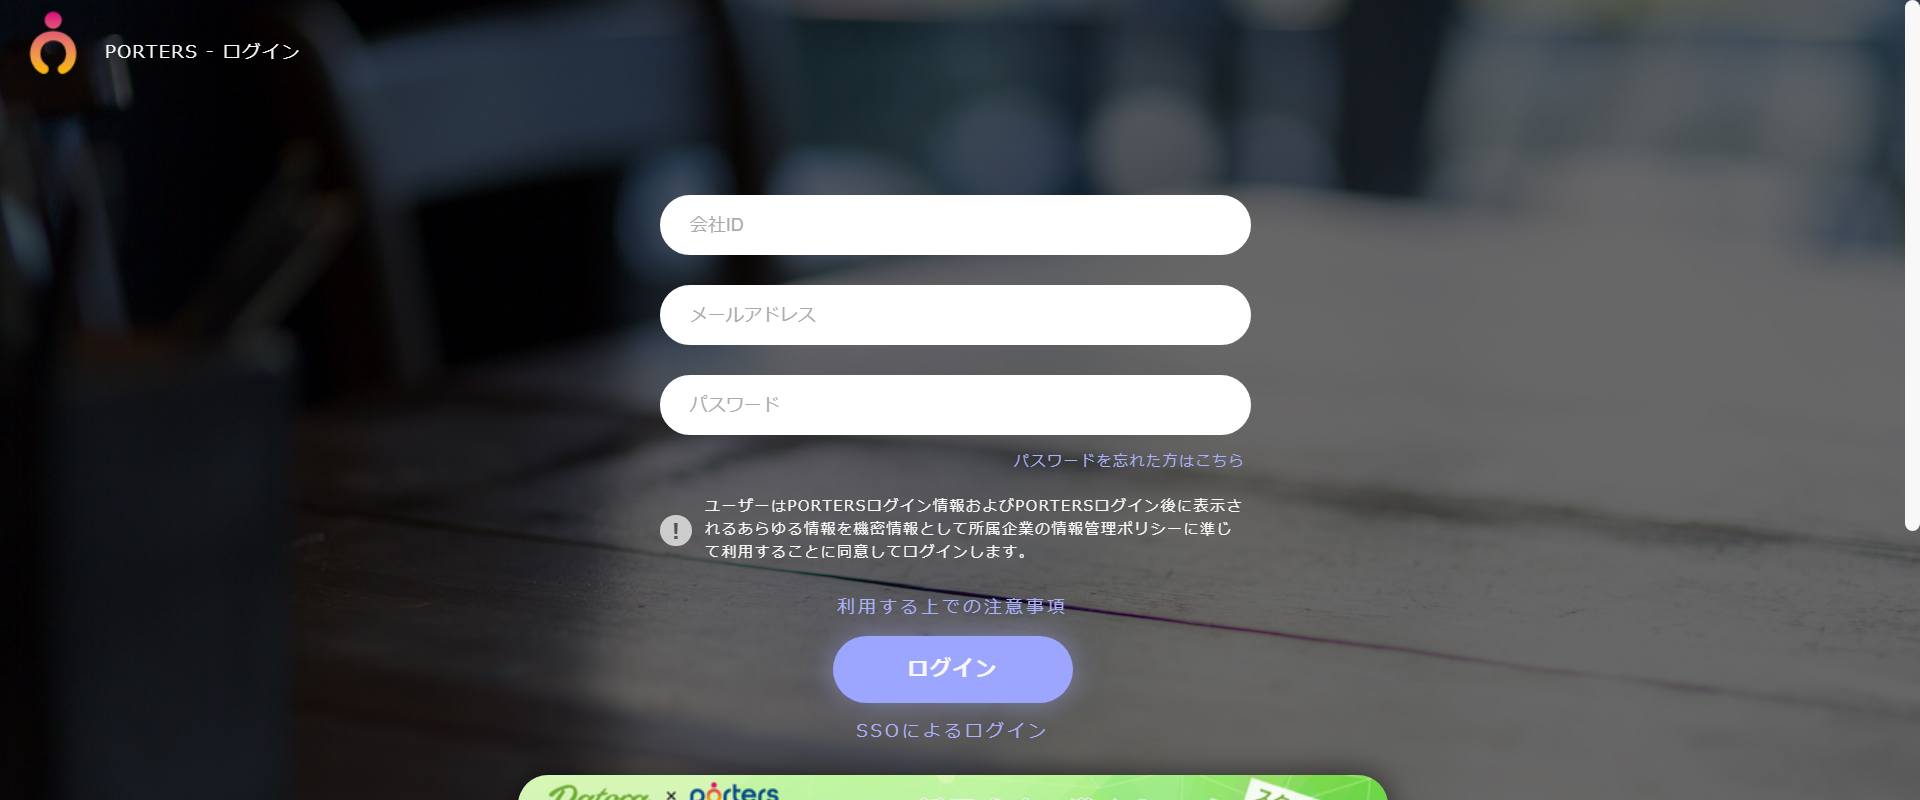 PORTERS - ログイン
会社ID
メールアドレス
パスワード
パスワードを忘れた方はこちら
ユーザーはPORTERSログイン情報およびPORTERSログイン後に表示さ
れるあらゆる情報を機密情報として所属企業の情報管理ポリシーに準じ
て利用することに同意してログインします。
利用する上での注意事項
ログイン
SSOによるログイン
× porters